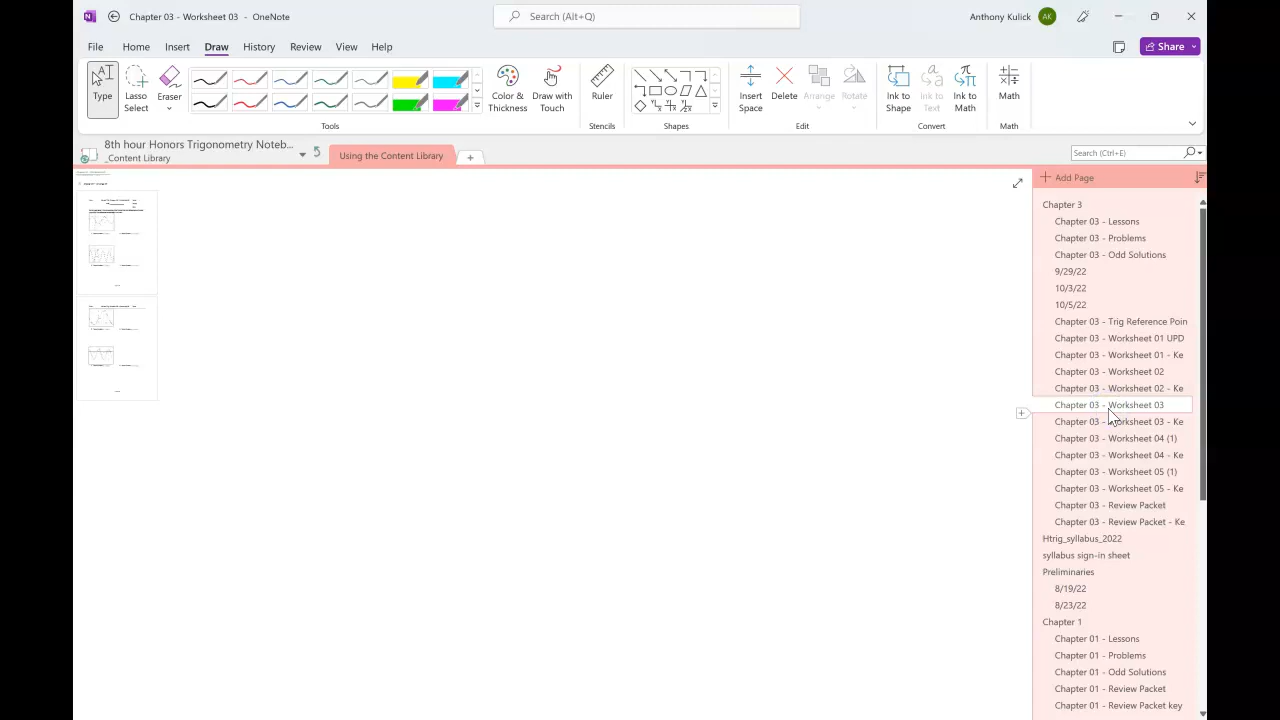 Chapter 03 - Worksheet 03 - OneNote
Search (Alt+Q)
Anthony Kulick
AK
File
Home
Insert
Draw
History
Review
View
Help
Share
Type
Lasso Select
Eraser
Color & Thickness
Draw with Touch
Ruler
Insert Space
Delete
Arrange
Rotate
Ink to Shape
Ink to Text
Ink to Math
Math
Tools
Stencils
Shapes
Edit
Convert
Math
8th hour Honors Trigonometry Noteb...
_Content Library
Using the Content Library
Search (Ctrl+E)
Add Page
Chapter 3
Chapter 03 - Lessons
Chapter 03 - Problems
Chapter 03 - Odd Solutions
9/29/22
10/3/22
10/5/22
Chapter 03 - Trig Reference Poin
Chapter 03 - Worksheet 01 UPD
Chapter 03 - Worksheet 01 - Ke
Chapter 03 - Worksheet 02
Chapter 03 - Worksheet 02 - Ke
Chapter 03 - Worksheet 03
Chapter 03 - Worksheet 03 - Ke
Chapter 03 - Worksheet 04 (1)
Chapter 03 - Worksheet 04 - Ke
Chapter 03 - Worksheet 05 (1)
Chapter 03 - Worksheet 05 - Ke
Chapter 03 - Review Packet
Chapter 03 - Review Packet - Ke
Htrig_syllabus_2022
syllabus sign-in sheet
Preliminaries
8/19/22
8/23/22
Chapter 1
Chapter 01 - Lessons
Chapter 01 - Problems
Chapter 01 - Odd Solutions
Chapter 01 - Review Packet
Chapter 01 - Review Packet key